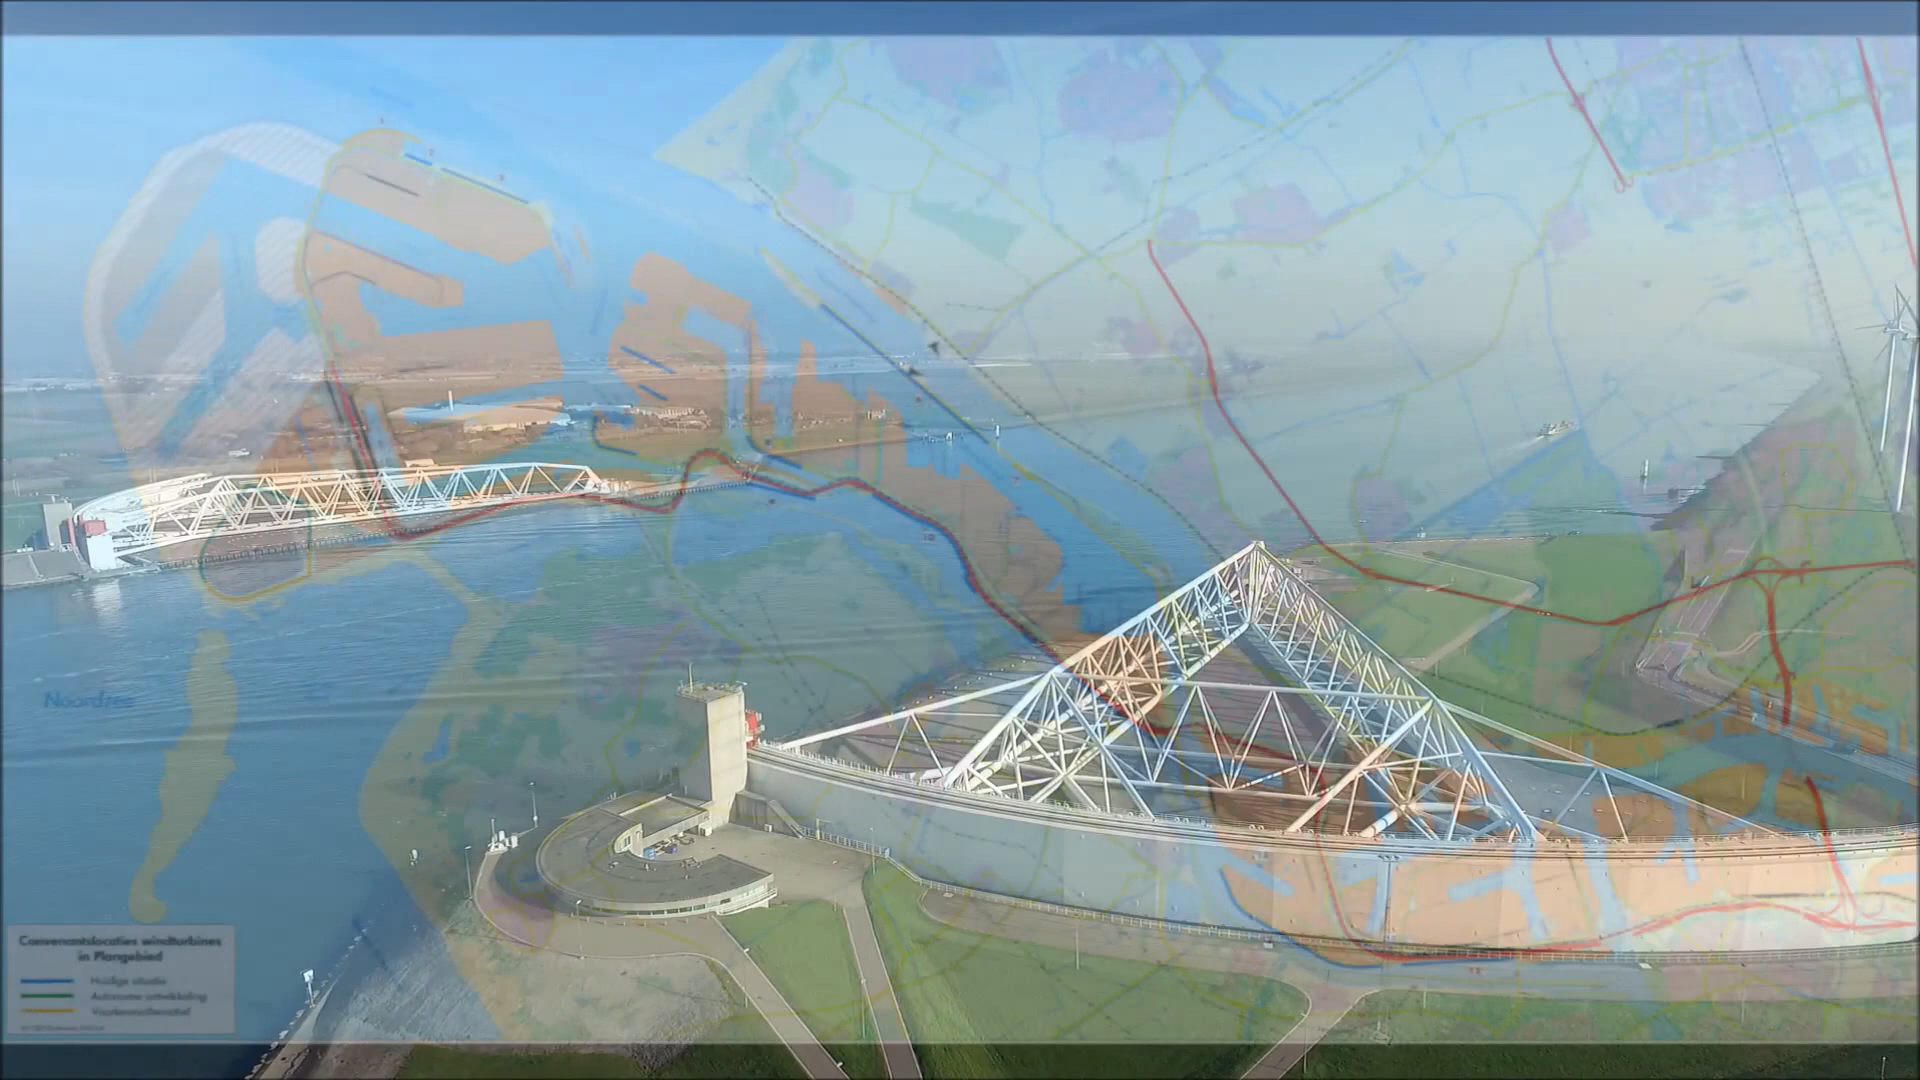 Noordzee
Convenantslocaties windturbines
in Plangebied
Huidige situatie
Autonome ontwikkeling
Voorkeursalternatief